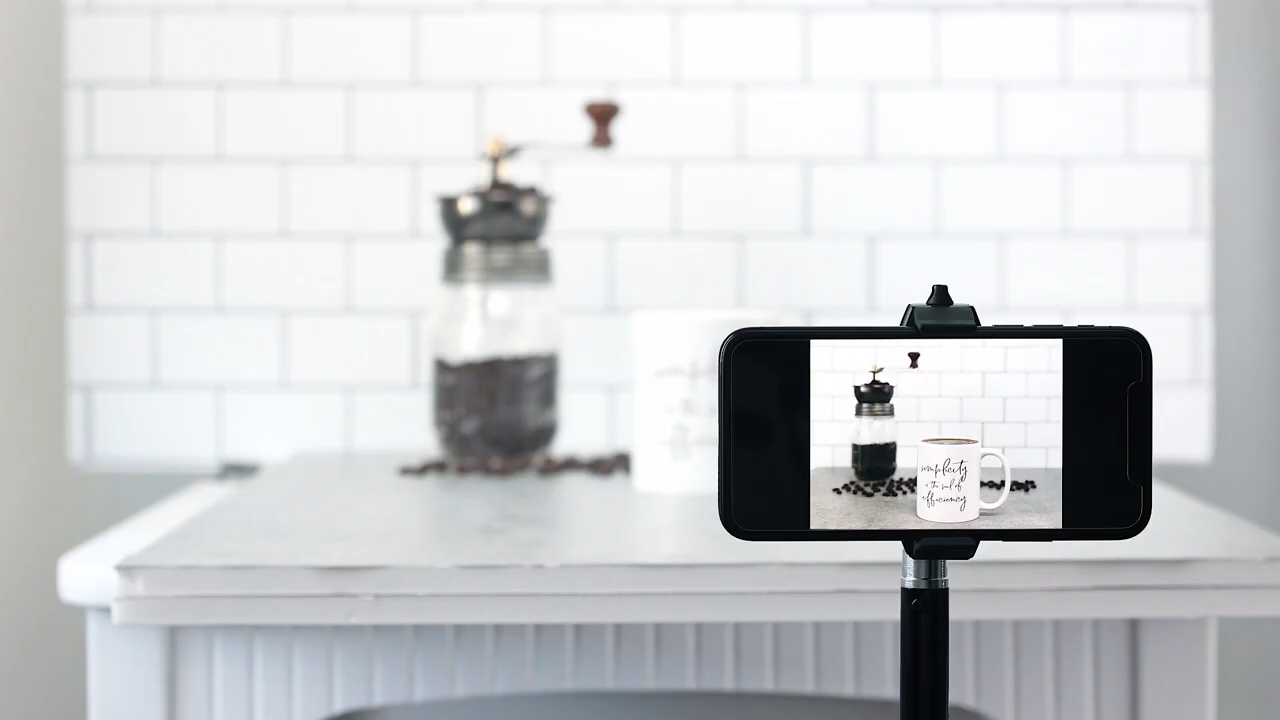 simplicity
is the soul of
efficiency